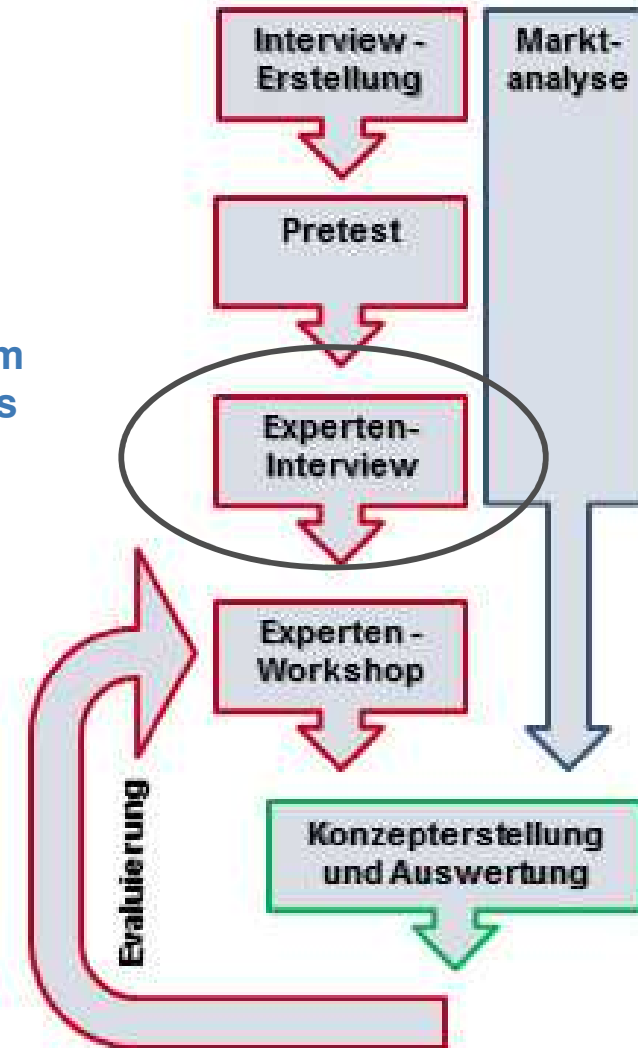 Interview -
Erstellung
Markt-
analyse
Pretest
m
s
Experten-
Interview
Experten -
Workshop
Evaluierung
Konzepterstellung
und Auswertung